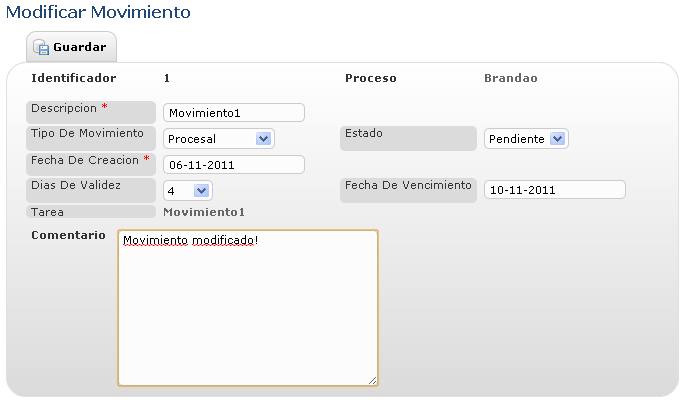 Modificar Movimiento
Guardar
Identificador 1 Proceso Brandao
Descripcion * Movimiento1
Tipo De Movimiento Procesal Estado Pendiente
Fecha De Creacion * 06-11-2011
Dias De Validez 4 Fecha De Vencimiento 10-11-2011
Tarea Movimiento1
Comentario Movimiento modificado!